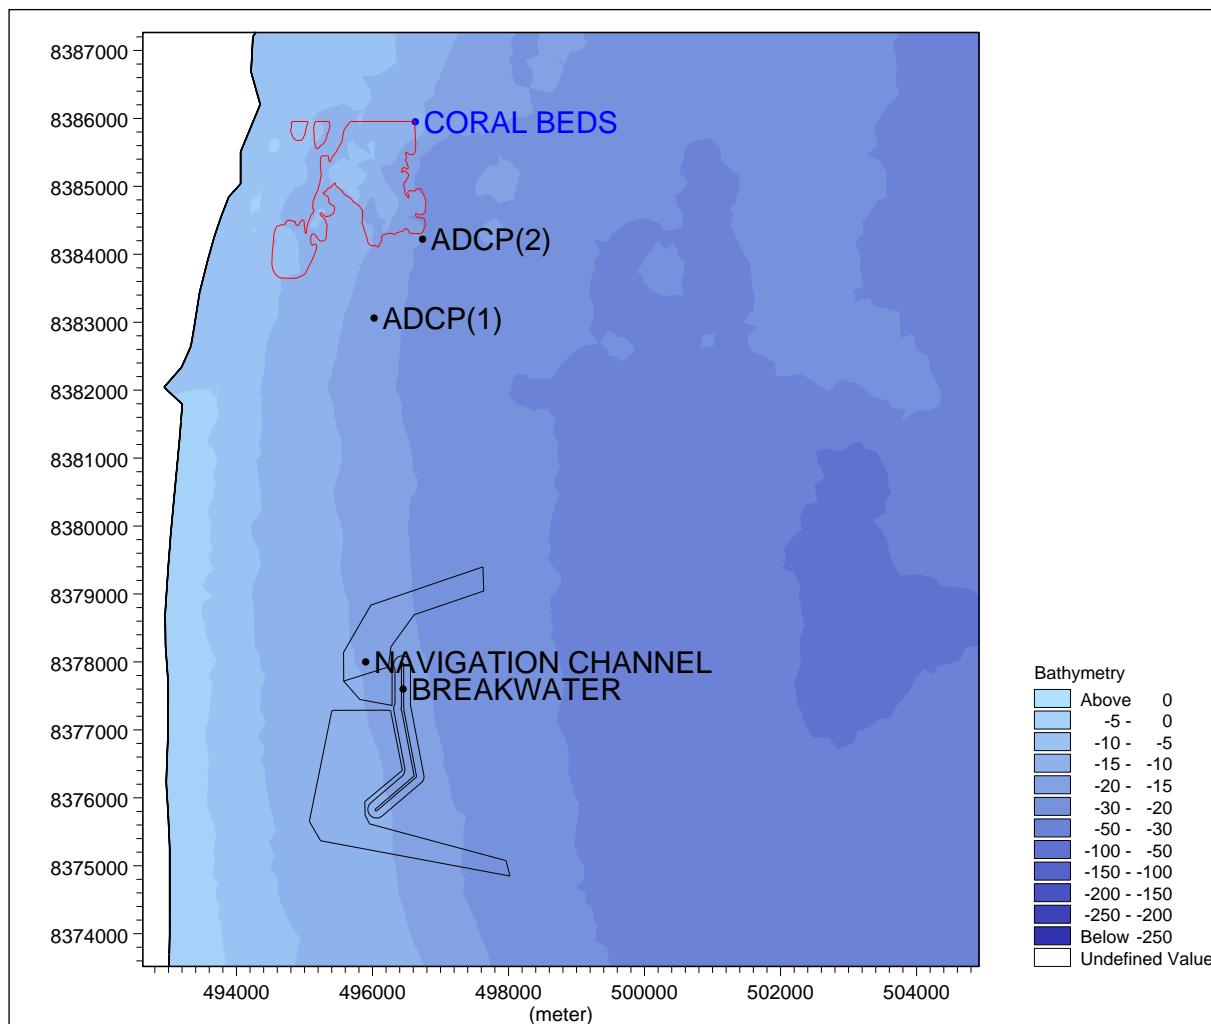 8387000
8386000
CORAL BEDS
8385000
ADCP(2)
8384000
8383000
ADCP(1)
8382000
8381000
8380000
8379000
8378000
NAVIGATION CHANNEL
BREAKWATER
8377000
8376000
8375000
8374000
494000 496000 498000 500000 502000 504000
(meter)
Bathymetry
Above 0
-5 - 0
-10 - -5
-15 - -10
-20 - -15
-30 - -20
-50 - -30
-100 - -50
-150 - -100
-200 - -150
-250 - -200
Below -250
Undefined Value